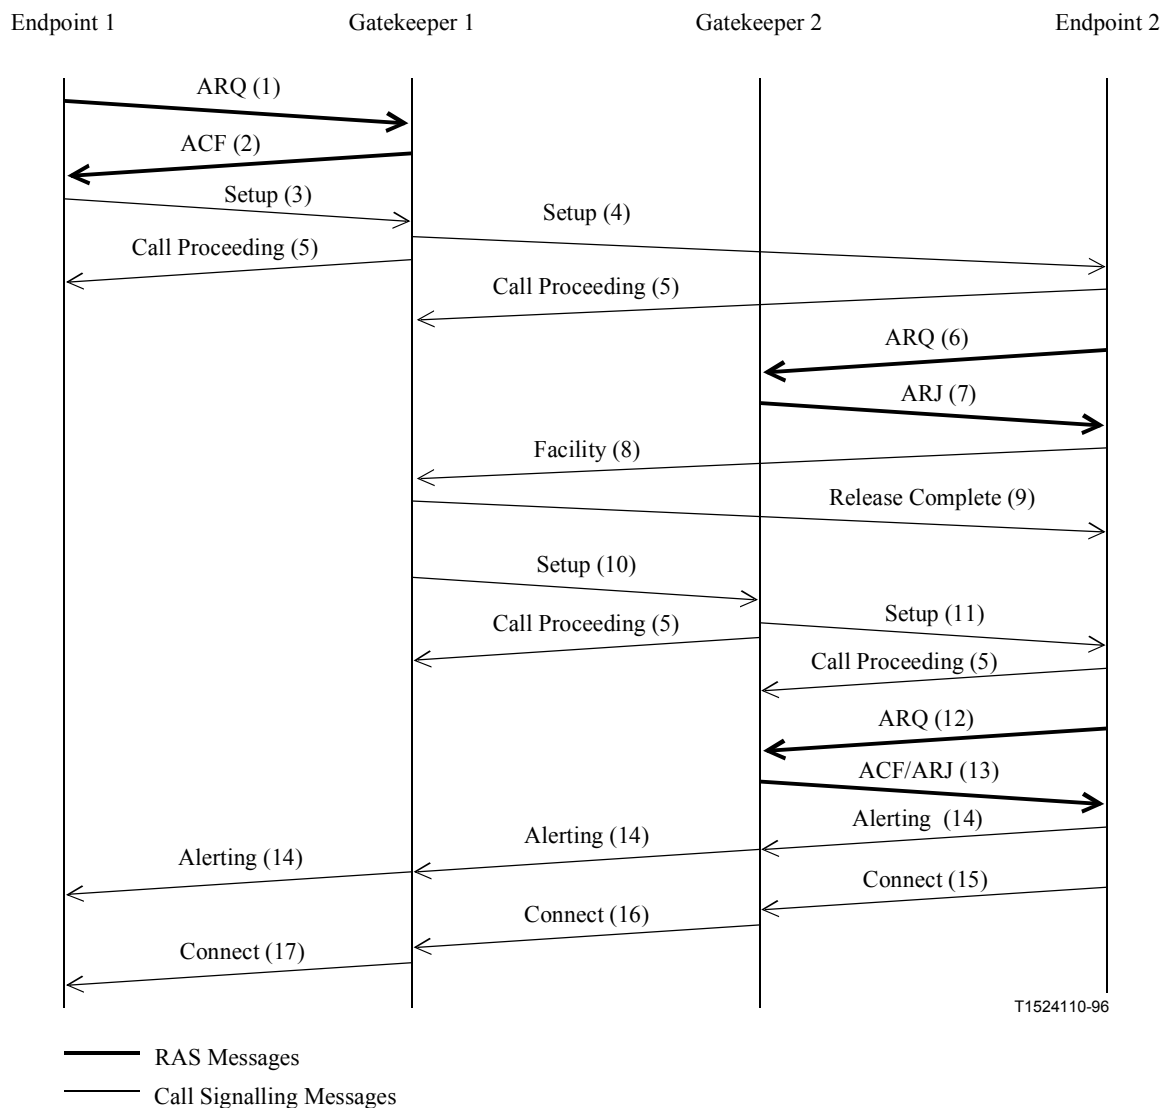 Endpoint 1
Gatekeeper 1
Gatekeeper 2
Endpoint 2
ARQ (1)
ACF (2)
Setup (3)
Setup (4)
Call Proceeding (5)
Call Proceeding (5)
ARQ (6)
ARJ (7)
Facility (8)
Release Complete (9)
Setup (10)
Setup (11)
Call Proceeding (5)
Call Proceeding (5)
ARQ (12)
ACF/ARJ (13)
Alerting (14)
Alerting (14)
Alerting (14)
Connect (15)
Connect (16)
Connect (17)
T1524110-96
RAS Messages
Call Signalling Messages